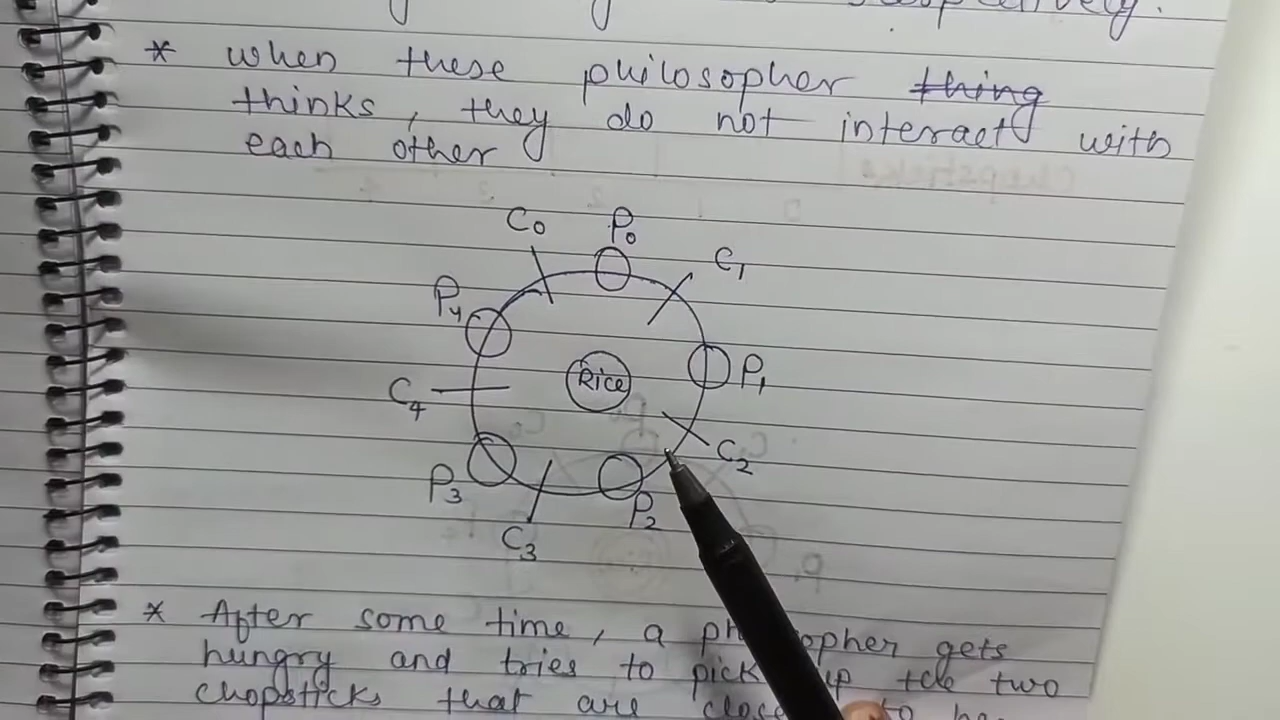 * when these philosopher thing
thinks, they do not interact with
each other
C0 P0 C1
P4
Rice P1
C4
C2
P3 P2
C3
* After some time, a gets
hungry and tries to pick up the two
chopsticks that are